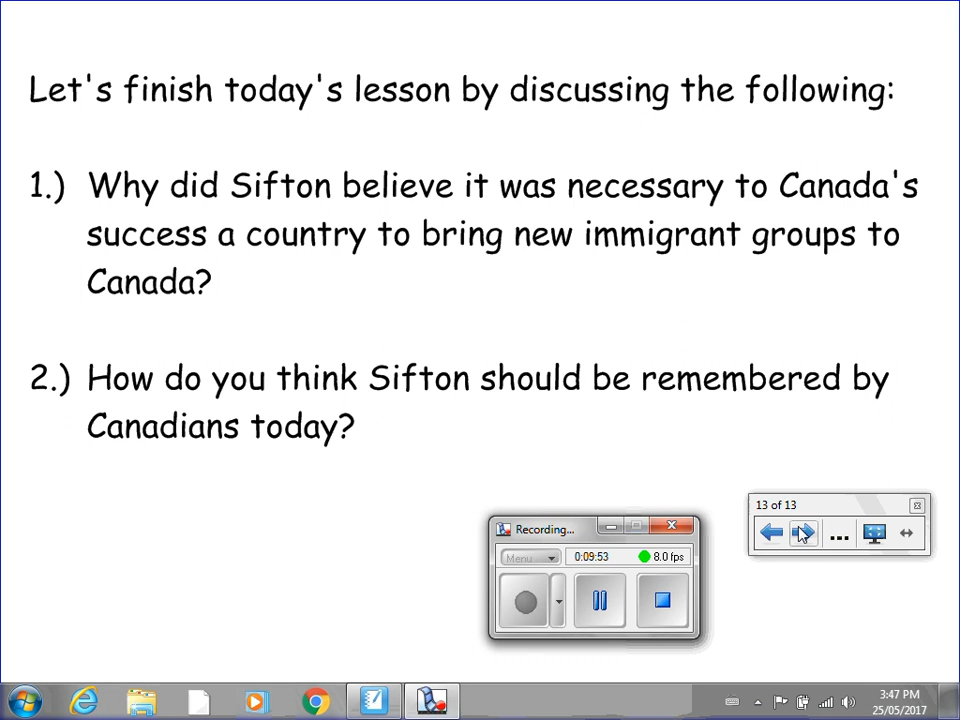 Let's finish today's lesson by discussing the following:
1.) Why did Sifton believe it was necessary to Canada's
success a country to bring new immigrant groups to
Canada?
2.) How do you think Sifton should be remembered by
Canadians today?
13 of 13
Recording...
Menu 0:09:53 8.0 fps
3:47 PM
25/05/2017